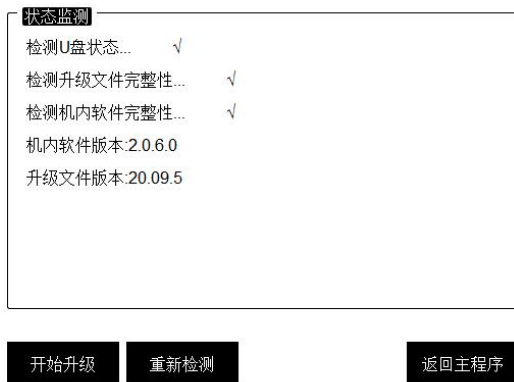 状态监测
检测U盘状态... √
检测升级文件完整性... √
检测机内软件完整性... √
机内软件版本:2.0.6.0
升级文件版本:20.09.5
开始升级 重新检测 返回主程序